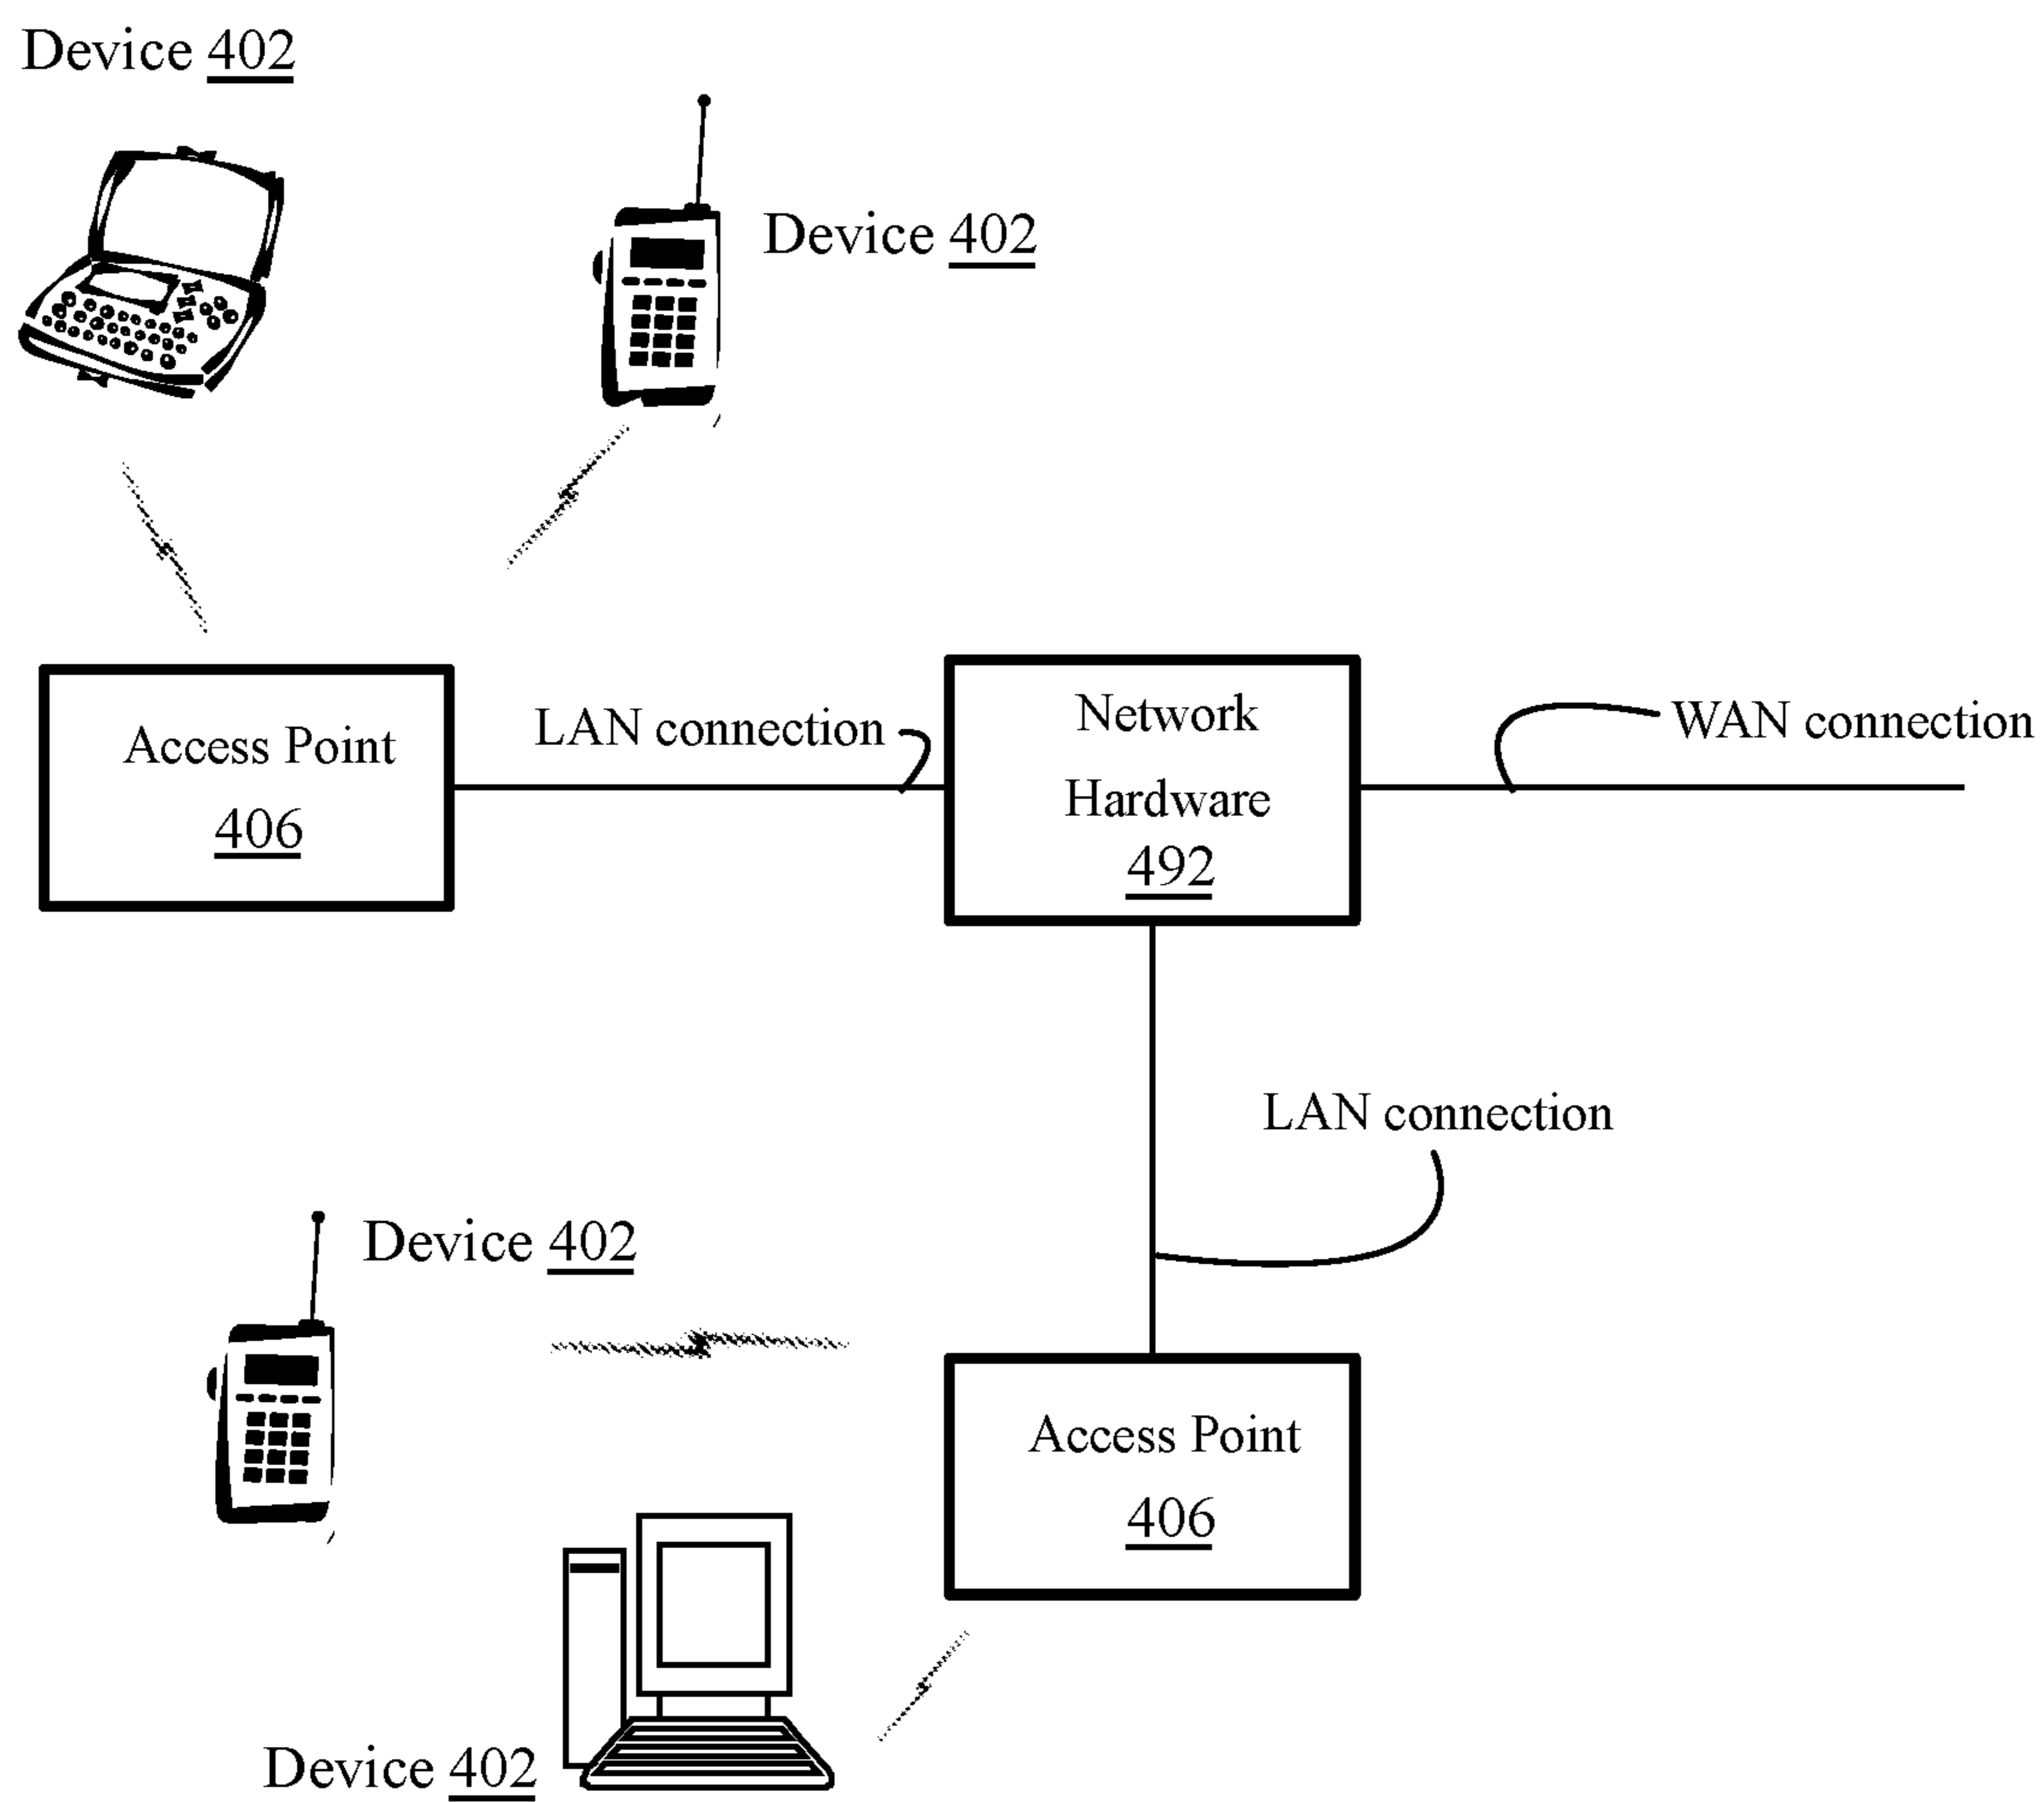 Device 402
Device 402
Access Point
406
LAN connection
Network
Hardware
492
WAN connection
LAN connection
Device 402
Access Point
406
Device 402